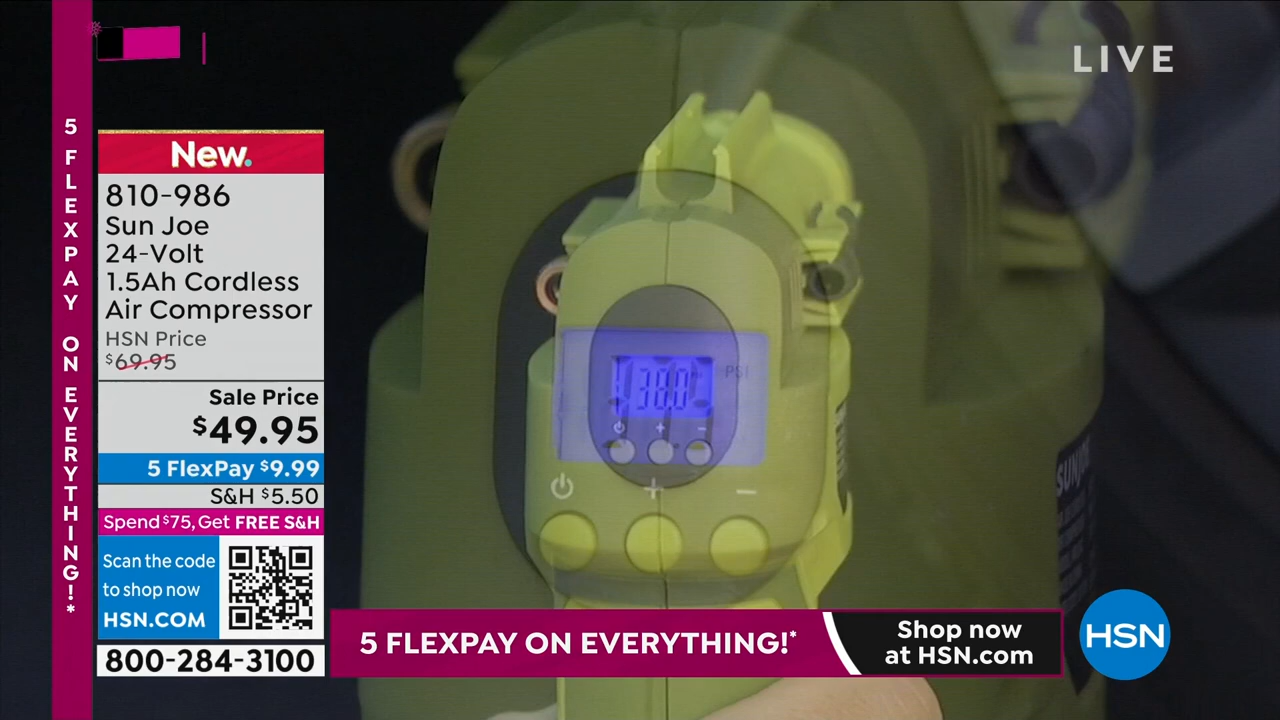 LIVE
5 FLEXPAY ON EVERYTHING!*
New.
810-986
Sun Joe
24-Volt
1.5Ah Cordless
Air Compressor
HSN Price
$69.95
Sale Price
$49.95
5 FlexPay $9.99
S&H $5.50
Spend $75, Get FREE S&H
Scan the code
to shop now
HSN.COM
800-284-3100
38.0
PSI
SUNJOE
5 FLEXPAY ON EVERYTHING!*
Shop now
at HSN.com
HSN